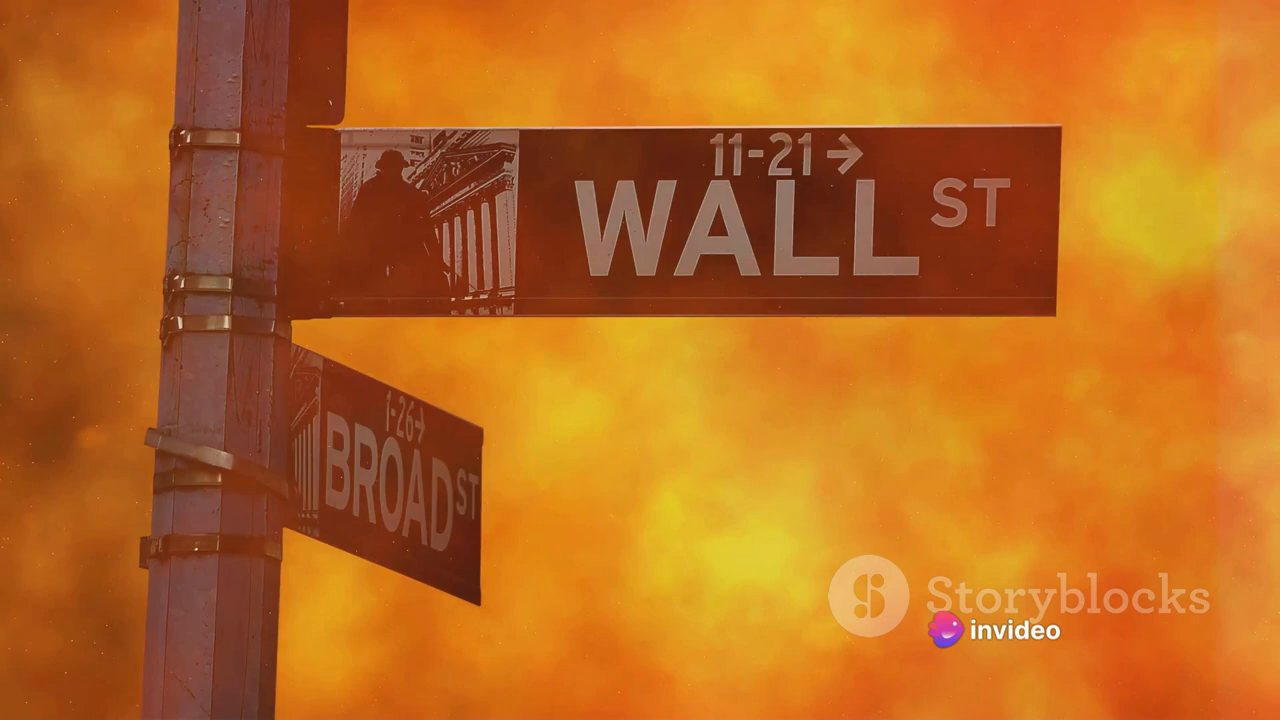 11-21→
WALL ST
1-26→
BROAD ST
Storyblocks
invideo